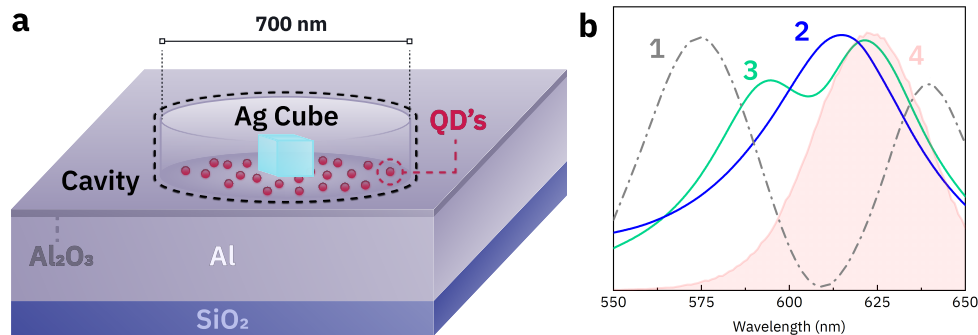 a
700 nm
Ag Cube
QD's
Cavity
Al₂O₃
Al
SiO₂
b
1
2
3
4
550 575 600 625 650
Wavelength (nm)